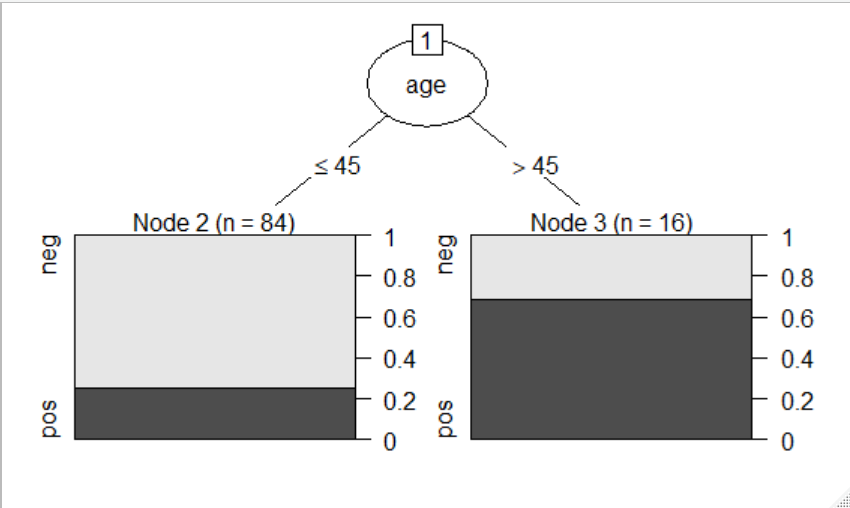 1
age
≤ 45
> 45
Node 2 (n = 84)
neg
pos
1
0.8
0.6
0.4
0.2
0
Node 3 (n = 16)
neg
pos
1
0.8
0.6
0.4
0.2
0